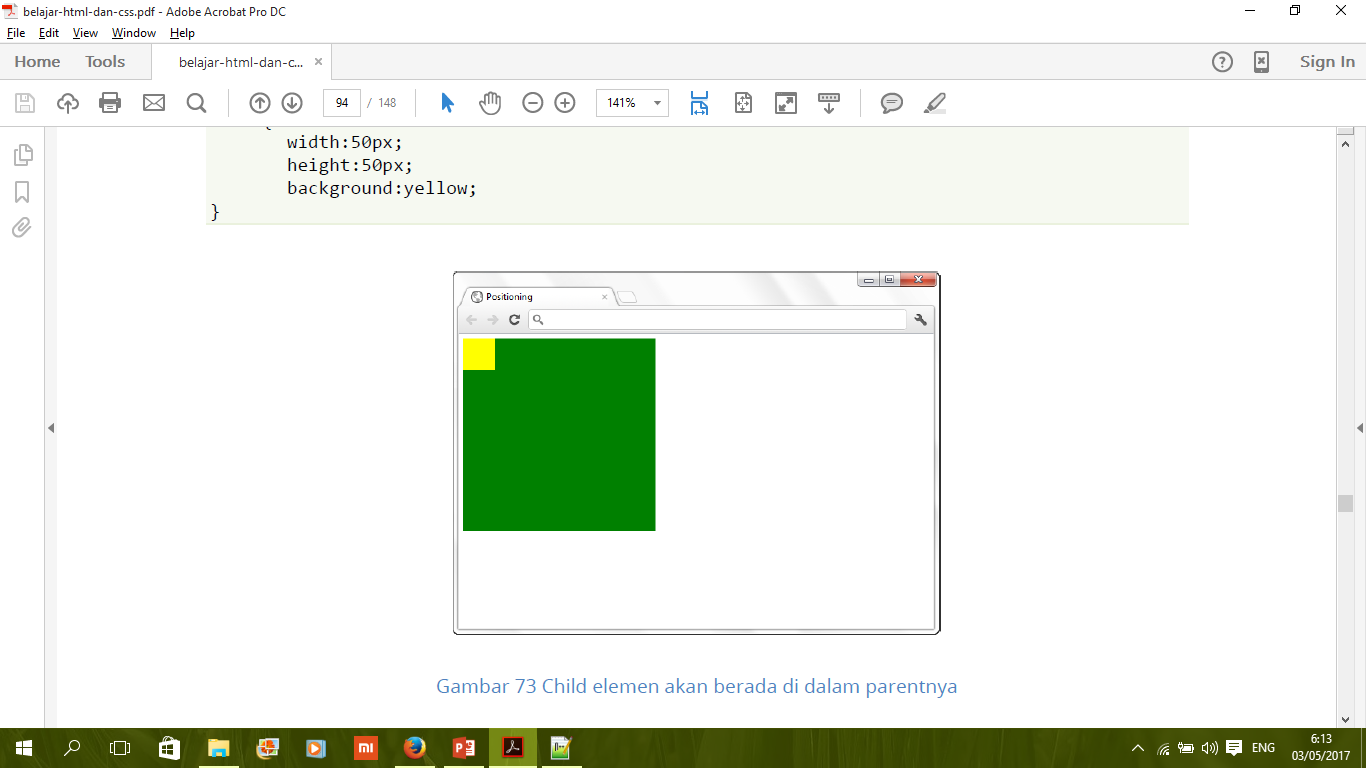 belajar-html-dan-css.pdf - Adobe Acrobat Pro DC
File Edit View Window Help
Home Tools belajar-html-dan-c... × Sign In
94 / 148 141%
{
width:50px;
height:50px;
background:yellow;
}
Positioning
Gambar 73 Child elemen akan berada di dalam parentnya
mi
ENG
6:13
03/05/2017